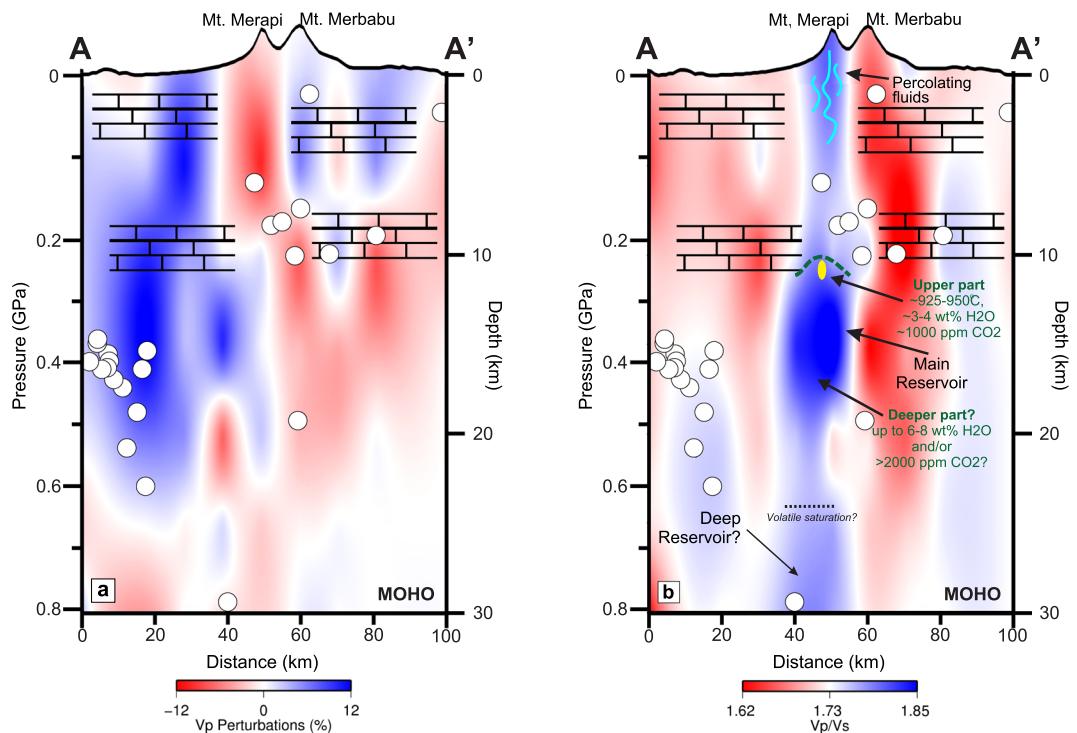 Mt. Merapi
Mt. Merbabu
A
A’
0
0.2
0.4
0.6
0.8
Pressure (GPa)
0
10
20
30
Depth (km)
a
MOHO
0
20
40
60
80
100
Distance (km)
−12
0
12
Vp Perturbations (%)
Mt, Merapi
Mt. Merbabu
A
A’
Percolating
fluids
0
0.2
0.4
0.6
0.8
Pressure (GPa)
0
10
20
30
Depth (km)
Upper part
~925-950°C,
~3-4 wt% H2O
~1000 ppm CO2
Main
Reservoir
Deeper part?
up to 6-8 wt% H2O
and/or
>2000 ppm CO2?
Volatile saturation?
Deep
Reservoir?
b
MOHO
0
20
40
60
80
100
Distance (km)
1.62
1.73
1.85
Vp/Vs